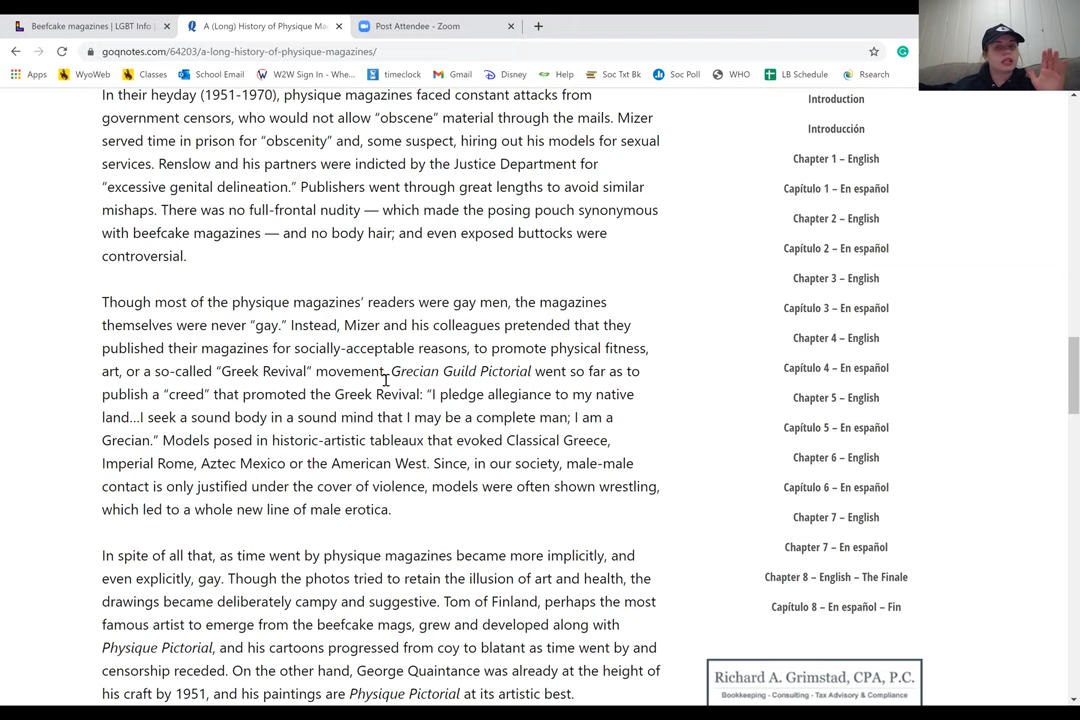 Beefcake magazines | LGBT Info
A (Long) History of Physique Ma
Post Attendee - Zoom
goqnotes.com/64203/a-long-history-of-physique-magazines/
Apps
WyoWeb
Classes
School Email
W2W Sign In - Whe...
timeclock
Gmail
Disney
Help
Soc Txt Bk
Soc Poll
WHO
LB Schedule
Rsearch
In their heyday (1951-1970), physique magazines faced constant attacks from
government censors, who would not allow “obscene” material through the mails. Mizer
served time in prison for “obscenity” and, some suspect, hiring out his models for sexual
services. Renslow and his partners were indicted by the Justice Department for
“excessive genital delineation.” Publishers went through great lengths to avoid similar
mishaps. There was no full-frontal nudity — which made the posing pouch synonymous
with beefcake magazines — and no body hair; and even exposed buttocks were
controversial.
Though most of the physique magazines’ readers were gay men, the magazines
themselves were never “gay.” Instead, Mizer and his colleagues pretended that they
published their magazines for socially-acceptable reasons, to promote physical fitness,
art, or a so-called “Greek Revival” movement. Grecian Guild Pictorial went so far as to
publish a “creed” that promoted the Greek Revival: “I pledge allegiance to my native
land…I seek a sound body in a sound mind that I may be a complete man; I am a
Grecian.” Models posed in historic-artistic tableaux that evoked Classical Greece,
Imperial Rome, Aztec Mexico or the American West. Since, in our society, male-male
contact is only justified under the cover of violence, models were often shown wrestling,
which led to a whole new line of male erotica.
In spite of all that, as time went by physique magazines became more implicitly, and
even explicitly, gay. Though the photos tried to retain the illusion of art and health, the
drawings became deliberately campy and suggestive. Tom of Finland, perhaps the most
famous artist to emerge from the beefcake mags, grew and developed along with
Physique Pictorial, and his cartoons progressed from coy to blatant as time went by and
censorship receded. On the other hand, George Quaintance was already at the height of
his craft by 1951, and his paintings are Physique Pictorial at its artistic best.
Introduction
Introducción
Chapter 1 – English
Capítulo 1 – En español
Chapter 2 – English
Capítulo 2 – En español
Chapter 3 – English
Capítulo 3 – En español
Chapter 4 – English
Capítulo 4 – En español
Chapter 5 – English
Capítulo 5 – En español
Chapter 6 – English
Capítulo 6 – En español
Chapter 7 – English
Chapter 7 – En español
Chapter 8 – English – The Finale
Capítulo 8 – En español – Fin
Richard A. Grimstad, CPA, P.C.
Bookkeeping - Consulting - Tax Advisory & Compliance